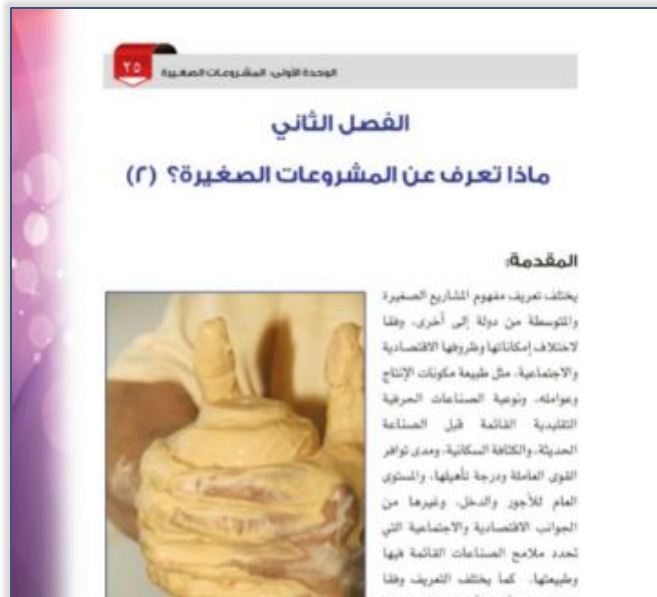 ٢٥
الوحدة الأولى: المشروعات الصغيرة
الفصل الثاني
ماذا تعرف عن المشروعات الصغيرة؟ (٢)
المقدمة:
يختلف تعريف مفهوم المشاريع الصغيرة
والمتوسطة من دولة إلى أخرى، وفقا
لاختلاف إمكاناتها وظروفها الاقتصادية
والاجتماعية، مثل طبيعة مكونات الإنتاج
وعوامله، ونوعية الصناعات الحرفية
التقليدية القائمة قبل الصناعة
الحديثة، والكثافة السكانية، ومدى توافر
القوى العاملة ودرجة تأهيلها، والمستوى
العام للأجور والدخل، وغيرها من
الجوانب الاقتصادية والاجتماعية التي
تحدد ملامح الصناعات القائمة فيها
وطبيعتها. كما يختلف التعريف وفقا